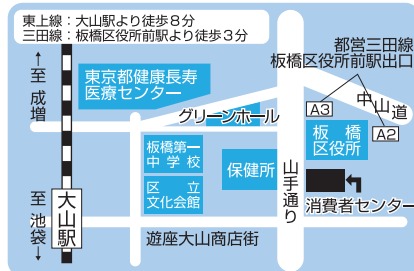 東上線：大山駅より徒歩８分
三田線：板橋区役所前駅より徒歩３分
都営三田線
板橋区役所前駅出口
↑至成増
東京都健康長寿
医療センター
中山道
A3
A2
グリーンホール
板橋第一
中学校
保健所
板橋
区役所
区立
文化会館
山手通り
消費者センター
至池袋↓
大山駅
遊座大山商店街